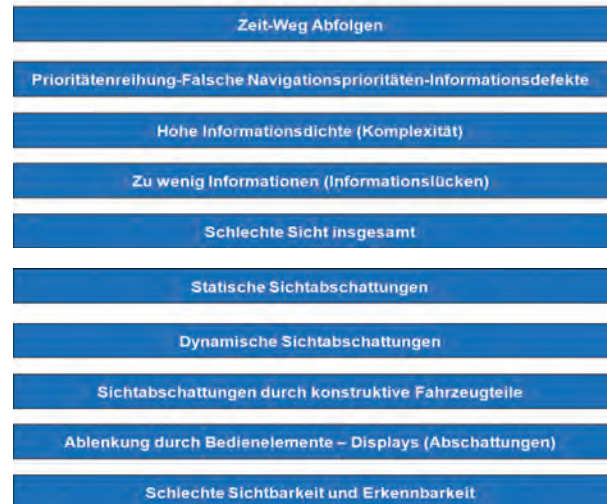 Zeit-Weg Abfolgen
Prioritätenreihung-Falsche Navigationsprioritäten-Informationsdefekte
Hohe Informationsdichte (Komplexität)
Zu wenig Informationen (Informationslücken)
Schlechte Sicht insgesamt
Statische Sichtabschattungen
Dynamische Sichtabschattungen
Sichtabschattungen durch konstruktive Fahrzeugteile
Ablenkung durch Bedienelemente – Displays (Abschattungen)
Schlechte Sichtbarkeit und Erkennbarkeit